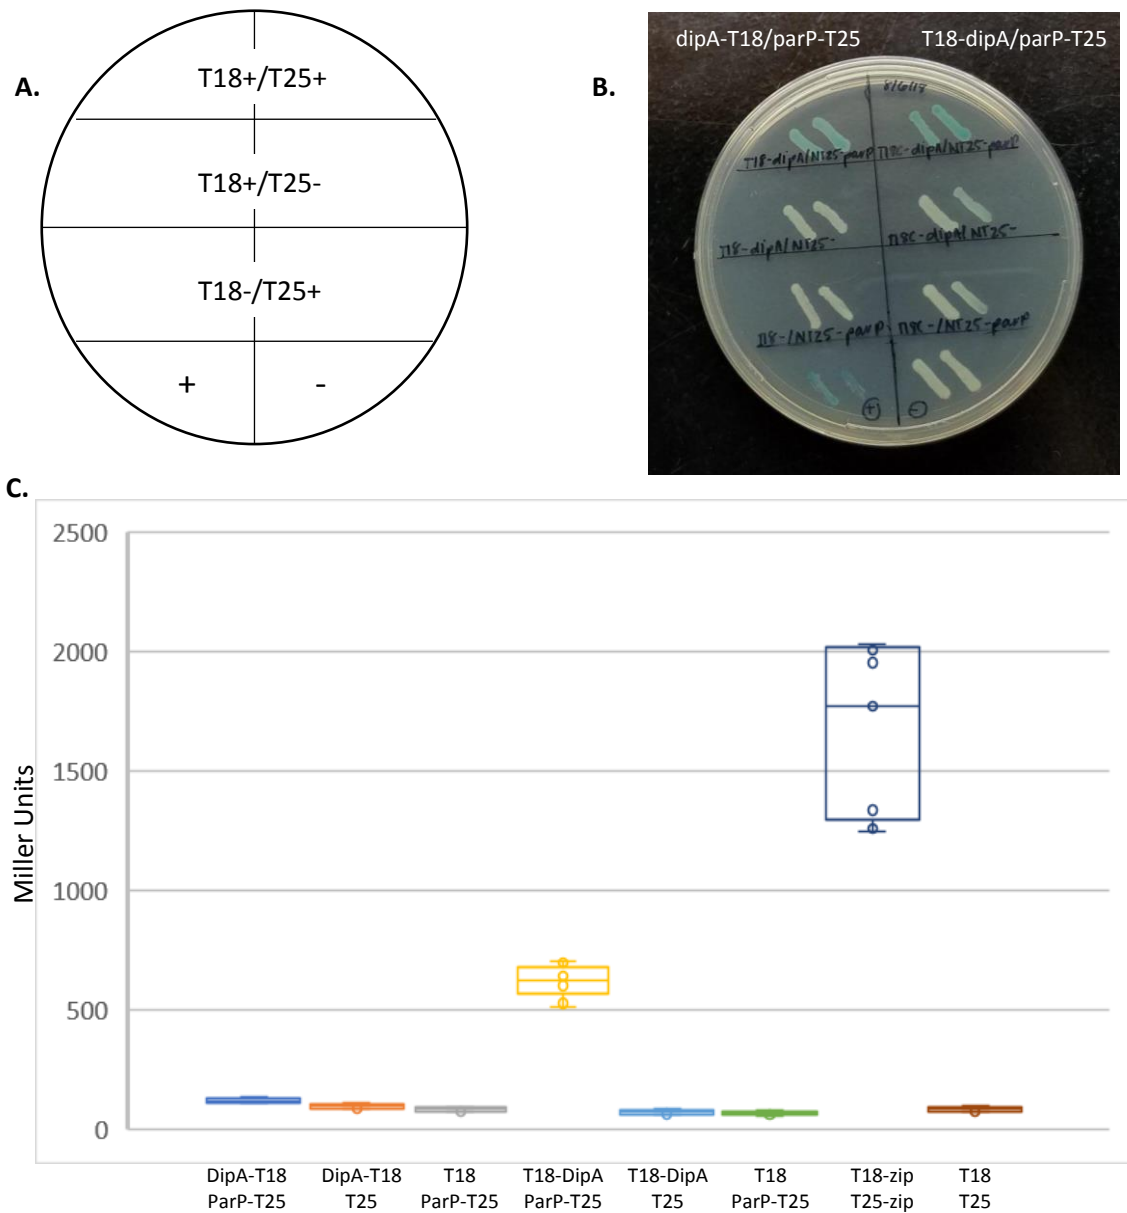 A.
T18+/T25+
T18+/T25-
T18-/T25+
+ -
B.
dipA-T18/parP-T25 T18-dipA/parP-T25
8/6/18
T18-dipA/NT25-parP T18C-dipA/NT25-parP
T18-dipA/NT25- T18C-dipA/NT25-
T18-/NT25-parP T18C-/NT25-parP
+ -
C.
Miller Units
2500
2000
1500
1000
500
0
DipA-T18 DipA-T18 T18 T18-DipA T18-DipA T18 T18-zip T18
ParP-T25 T25 ParP-T25 ParP-T25 T25 ParP-T25 T25-zip T25